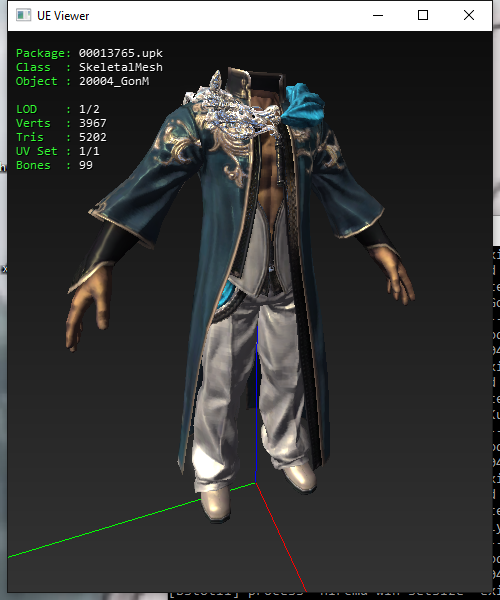 UE Viewer
Package: 00013765.upk
Class : SkeletalMesh
Object : 20004_GonM
LOD : 1/2
Verts : 3967
Tris : 5202
UV Set : 1/1
Bones : 99